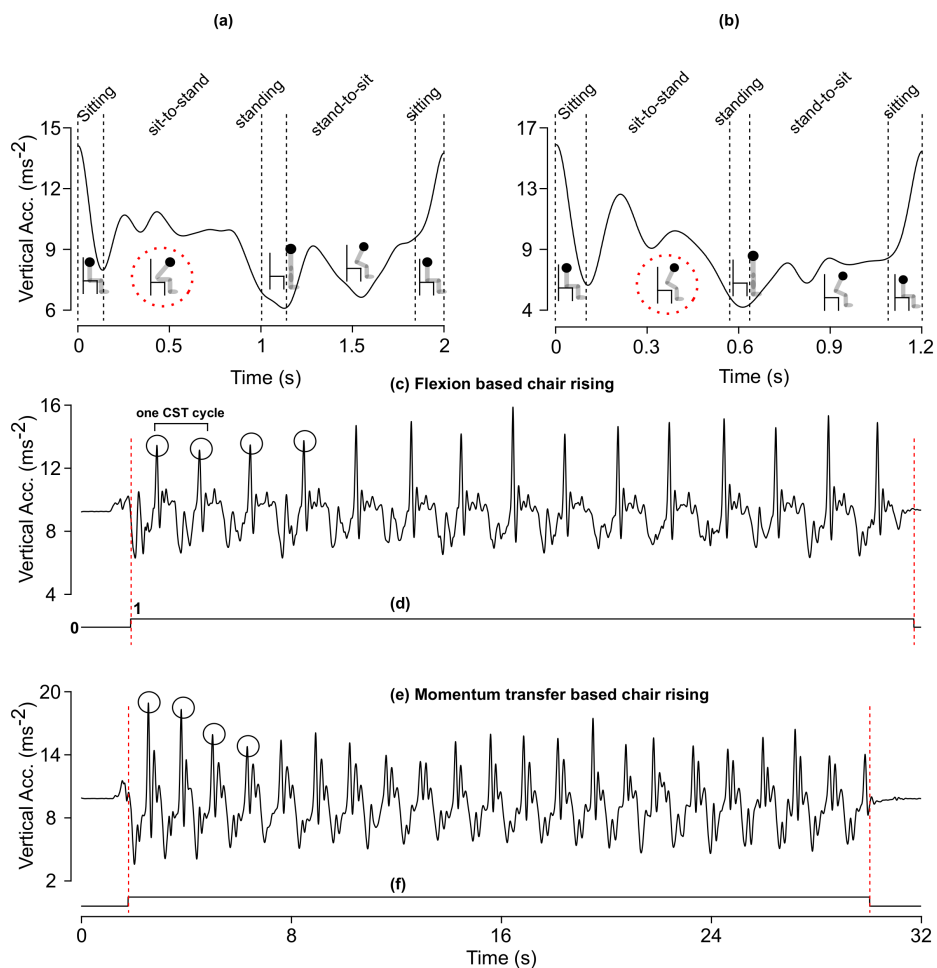 (a) (b)
Sitting sit-to-stand standing stand-to-sit sitting
Sitting sit-to-stand standing stand-to-sit sitting
Vertical Acc. (ms-2)
15
12
9
6
0 0.5 1 1.5 2
Time (s)
Vertical Acc. (ms-2)
17
13
9
4
0 0.3 0.6 0.9 1.2
Time (s)
(c) Flexion based chair rising
one CST cycle
Vertical Acc. (ms-2)
16
12
8
4
(d)
1
0
(e) Momentum transfer based chair rising
Vertical Acc. (ms-2)
20
14
8
2
(f)
0 8 16 24 32
Time (s)